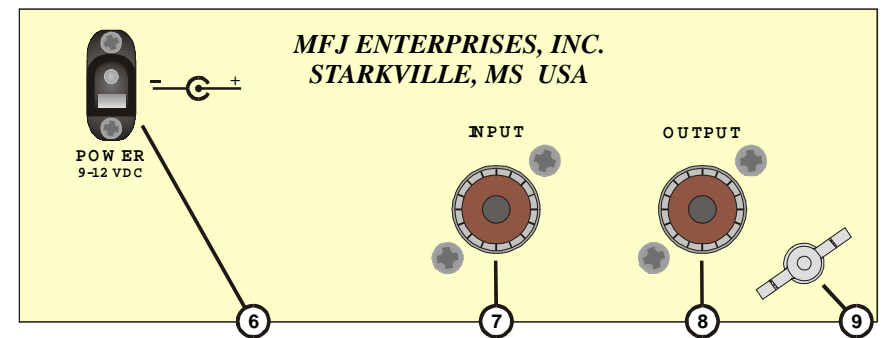 MFJ ENTERPRISES, INC.
STARKVILLE, MS USA
- +
POWER
9-12 VDC
INPUT
OUTPUT
6
7
8
9